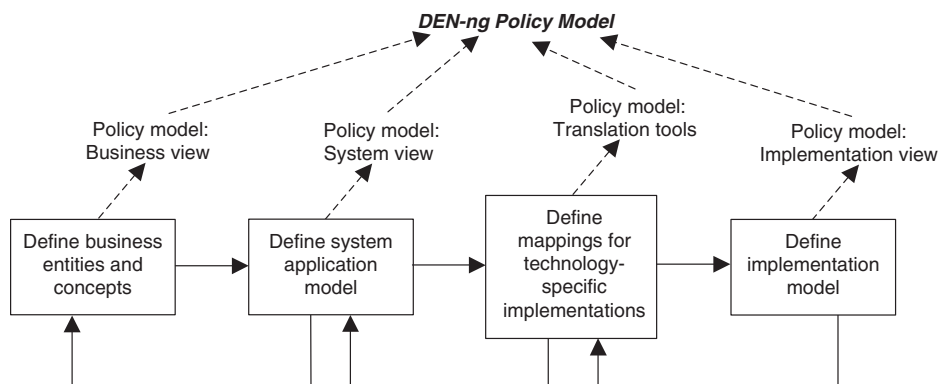 DEN-ng Policy Model
Policy model:
Business view
Policy model:
System view
Policy model:
Translation tools
Policy model:
Implementation view
Define business
entities and
concepts
Define system
application
model
Define
mappings for
technology-
specific
implementations
Define
implementation
model